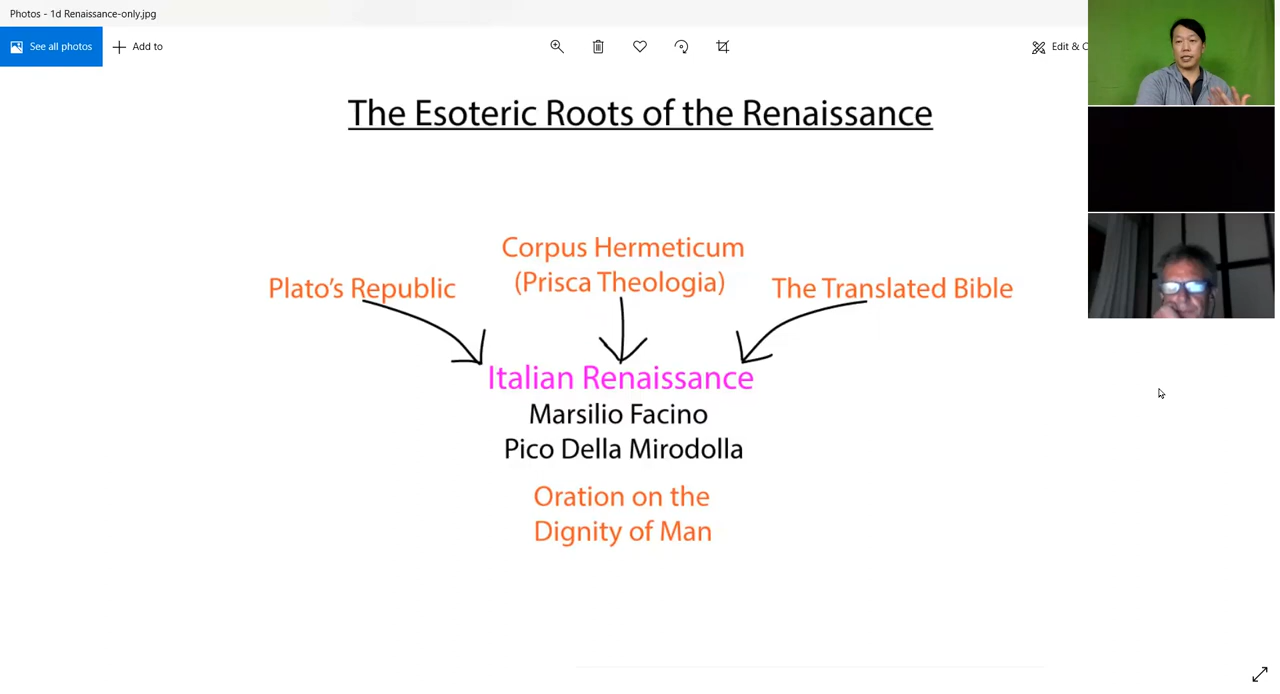 Photos - 1d Renaissance-only.jpg
See all photos
Add to
Edit & C
The Esoteric Roots of the Renaissance
Corpus Hermeticum
(Prisca Theologia)
Plato's Republic
The Translated Bible
Italian Renaissance
Marsilio Facino
Pico Della Mirodolla
Oration on the
Dignity of Man